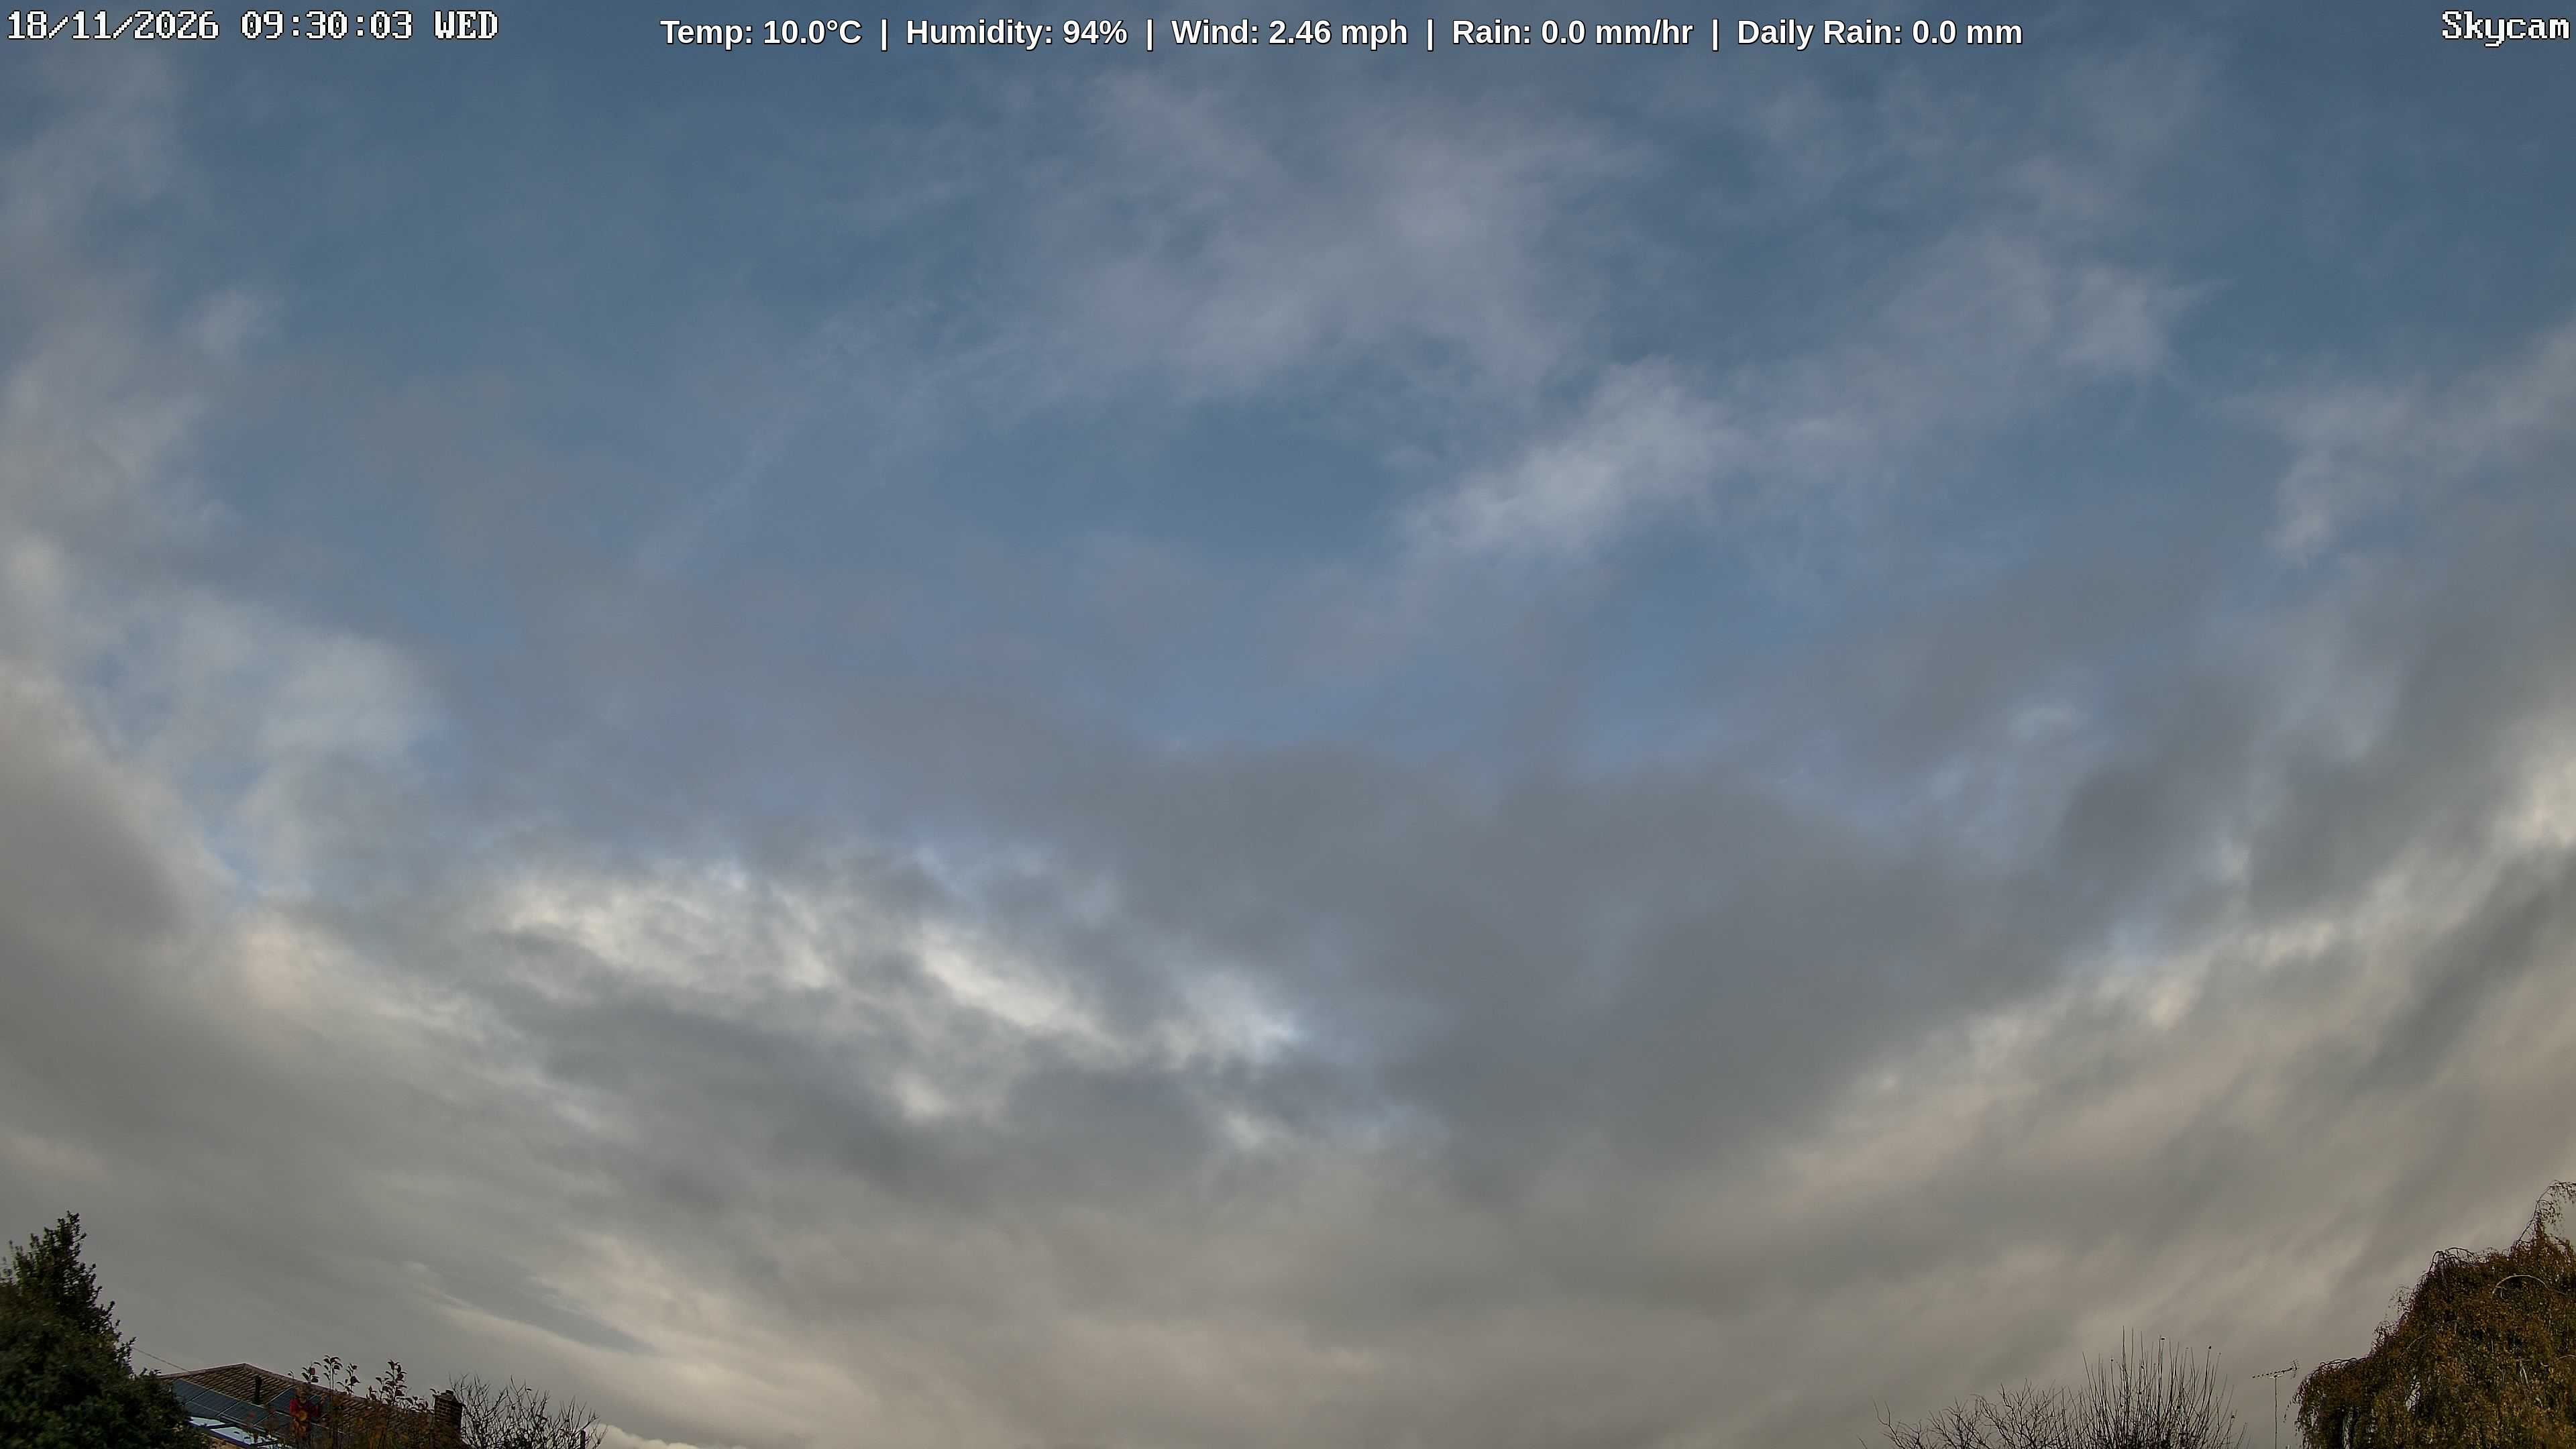 18/11/2026 09:30:03 WED
Temp: 10.0°C | Humidity: 94% | Wind: 2.46 mph | Rain: 0.0 mm/hr | Daily Rain: 0.0 mm
Skycam